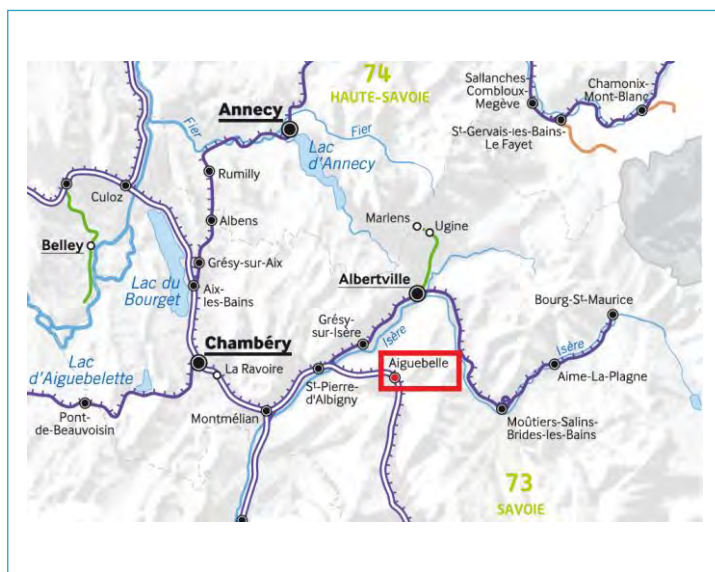 74
HAUTE-SAVOIE
Sallanches-
Combloux-
Megève
Chamonix-
Mont-Blanc
St-Gervais-les-Bains-
Le Fayet
Annecy
Fier
Fier
Lac
d'Annecy
Rumilly
Culoz
Albens
Marlens
Ugine
Belley
Grésy-sur-Aix
Albertville
Lac du
Bourget
Aix-
les-Bains
Bourg-St-Maurice
Grésy-
sur-Isère
Isère
Isère
Chambéry
La Ravoire
Aiguebelle
Lac
d'Aiguebelette
St-Pierre-
d'Albigny
Aime-La-Plagne
Pont-
de-Beauvoisin
Montmélian
Moûtiers-Salins-
Brides-les-Bains
73
SAVOIE